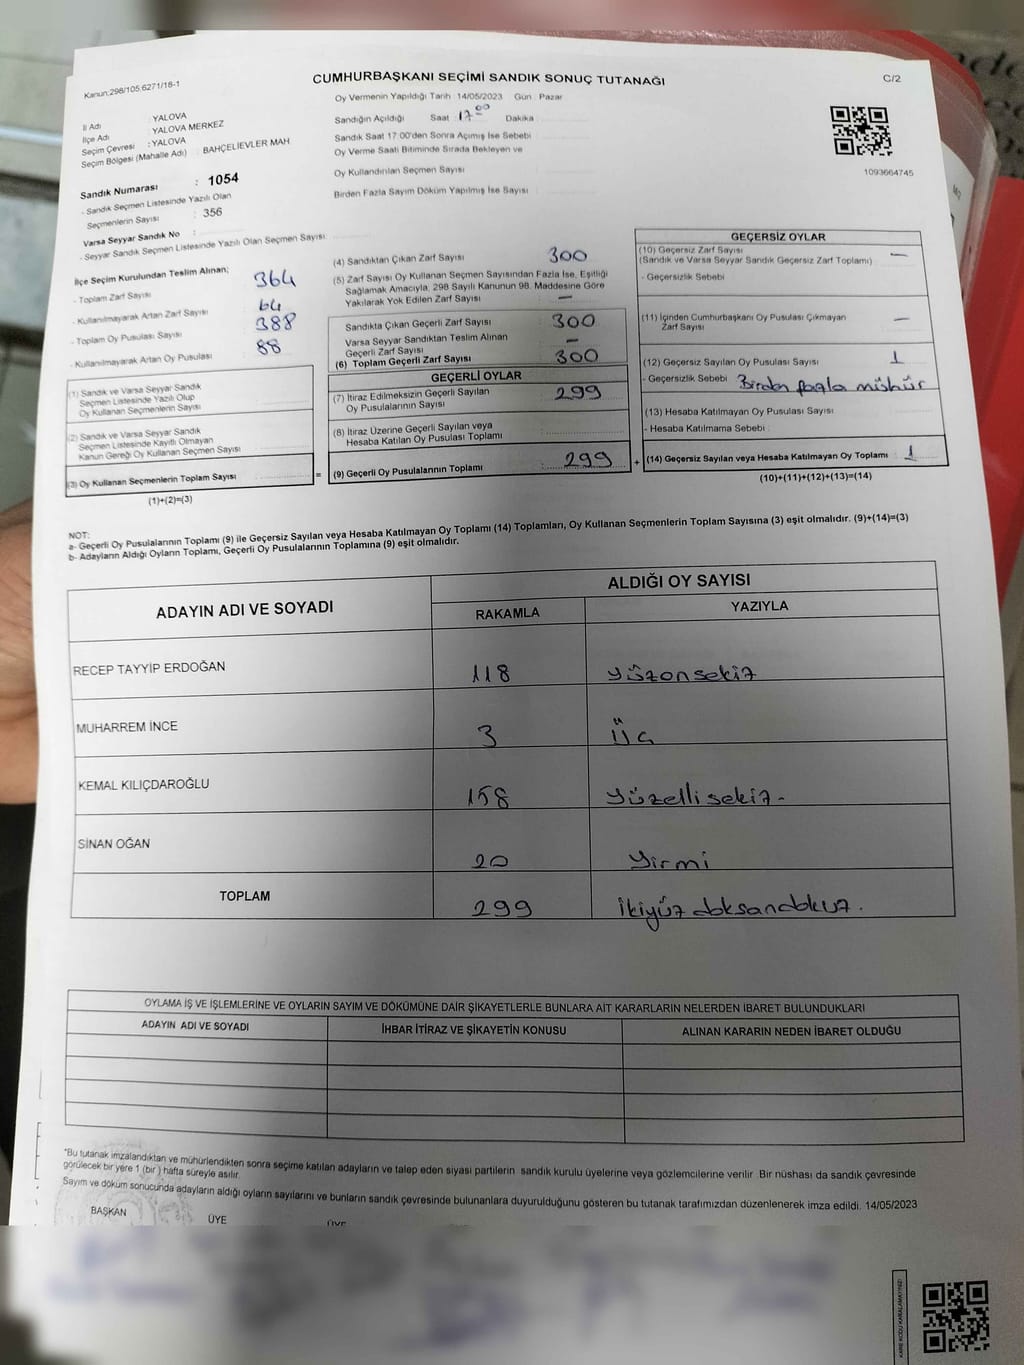 CUMHURBAŞKANI SEÇİMİ SANDIK SONUÇ TUTANAĞI
C/2
Kanun:298/105,6271/18-1
Oy Vermenin Yapıldığı Tarih :14/05/2023 Gün : Pazar
Sandığın Açıldığı Saat :17 00 Dakika :
Sandık Saat 17:00'den Sonra Açımış İse Sebebi
Oy Verme Saati Bitiminde Sırada Bekleyen ve
Oy Kullandırılan Seçmen Sayısı
Birden Fazla Sayım Döküm Yapılmış İse Sayısı
1093664745
İl Adı : YALOVA
İlçe Adı : YALOVA MERKEZ
Seçim Çevresi : YALOVA
Seçim Bölgesi (Mahalle Adı) : BAHÇELİEVLER MAH
Sandık Numarası : 1054
- Sandık Seçmen Listesinde Yazılı Olan
Seçmenlerin Sayısı : 356
Varsa Seyyar Sandık No :
- Seyyar Sandık Seçmen Listesinde Yazılı Olan Seçmen Sayısı:
İlçe Seçim Kurulundan Teslim Alınan;
- Toplam Zarf Sayısı 364
- Kullanılmayarak Artan Zarf Sayısı 64
- Toplam Oy Pusulası Sayısı 388
- Kullanılmayarak Artan Oy Pusulası 88
(1) Sandık ve Varsa Seyyar Sandık
Seçmen Listesinde Yazılı Olup
Oy Kullanan Seçmenlerin Sayısı
(2) Sandık ve Varsa Seyyar Sandık
Seçmen Listesinde Kayıtlı Olmayan
Kanun Gereği Oy Kullanan Seçmen Sayısı
(3) Oy Kullanan Seçmenlerin Toplam Sayısı =
(1)+(2)=(3)
(4) Sandıktan Çıkan Zarf Sayısı 300
(5) Zarf Sayısı Oy Kullanan Seçmen Sayısından Fazla İse, Eşitliği
Sağlamak Amacıyla, 298 Sayılı Kanunun 98. Maddesine Göre
Yakılarak Yok Edilen Zarf Sayısı : —
Sandıkta Çıkan Geçerli Zarf Sayısı : 300
Varsa Seyyar Sandıktan Teslim Alınan
Geçerli Zarf Sayısı : —
(6) Toplam Geçerli Zarf Sayısı : 300
GEÇERLİ OYLAR
(7) İtiraz Edilmeksizin Geçerli Sayılan
Oy Pusulalarının Sayısı : 299
(8) İtiraz Üzerine Geçerli Sayılan veya
Hesaba Katılan Oy Pusulası Toplamı
(9) Geçerli Oy Pusulalarının Toplamı : 299 +
GEÇERSİZ OYLAR
(10) Geçersiz Zarf Sayısı
(Sandık ve Varsa Seyyar Sandık Geçersiz Zarf Toplamı) : —
- Geçersizlik Sebebi :
(11) İçinden Cumhurbaşkanı Oy Pusulası Çıkmayan
Zarf Sayısı : —
(12) Geçersiz Sayılan Oy Pusulası Sayısı : 1
- Geçersizlik Sebebi : Birden fazla mühür
(13) Hesaba Katılmayan Oy Pusulası Sayısı :
- Hesaba Katılmama Sebebi :
(14) Geçersiz Sayılan veya Hesaba Katılmayan Oy Toplamı : 1
(10)+(11)+(12)+(13)=(14)
NOT:
a- Geçerli Oy Pusulalarının Toplamı (9) ile Geçersiz Sayılan veya Hesaba Katılmayan Oy Toplamı (14) Toplamları, Oy Kullanan Seçmenlerin Toplam Sayısına (3) eşit olmalıdır. (9)+(14)=(3)
b- Adayların Aldığı Oyların Toplamı, Geçerli Oy Pusulalarının Toplamına (9) eşit olmalıdır.
ADAYIN ADI VE SOYADI
ALDIĞI OY SAYISI
RAKAMLA YAZIYLA
RECEP TAYYİP ERDOĞAN 118 yüzonsekiz
MUHARREM İNCE 3 Üç
KEMAL KILIÇDAROĞLU 158 yüzellisekiz-
SİNAN OĞAN 20 yirmi
TOPLAM 299 ikiyüz doksandokuz.
OYLAMA İŞ VE İŞLEMLERİNE VE OYLARIN SAYIM VE DÖKÜMÜNE DAİR ŞİKAYETLERLE BUNLARA AİT KARARLARIN NELERDEN İBARET BULUNDUKLARI
ADAYIN ADI VE SOYADI İHBAR İTİRAZ VE ŞİKAYETİN KONUSU ALINAN KARARIN NEDEN İBARET OLDUĞU
*Bu tutanak imzalandıktan ve mühürlendikten sonra seçime katılan adayların ve talep eden siyasi partilerin sandık kurulu üyelerine veya gözlemcilerine verilir Bir nüshası da sandık çevresinde
görülecek bir yere 1 (bir ) hafta süreyle asılır.
Sayım ve döküm sonucunda adayların aldığı oyların sayılarını ve bunların sandık çevresinde bulunanlara duyurulduğunu gösteren bu tutanak tarafımızdan düzenlenerek imza edildi. 14/05/2023
BAŞKAN ÜYE ÜYE
KARE KODU KARALAMAYINIZ!